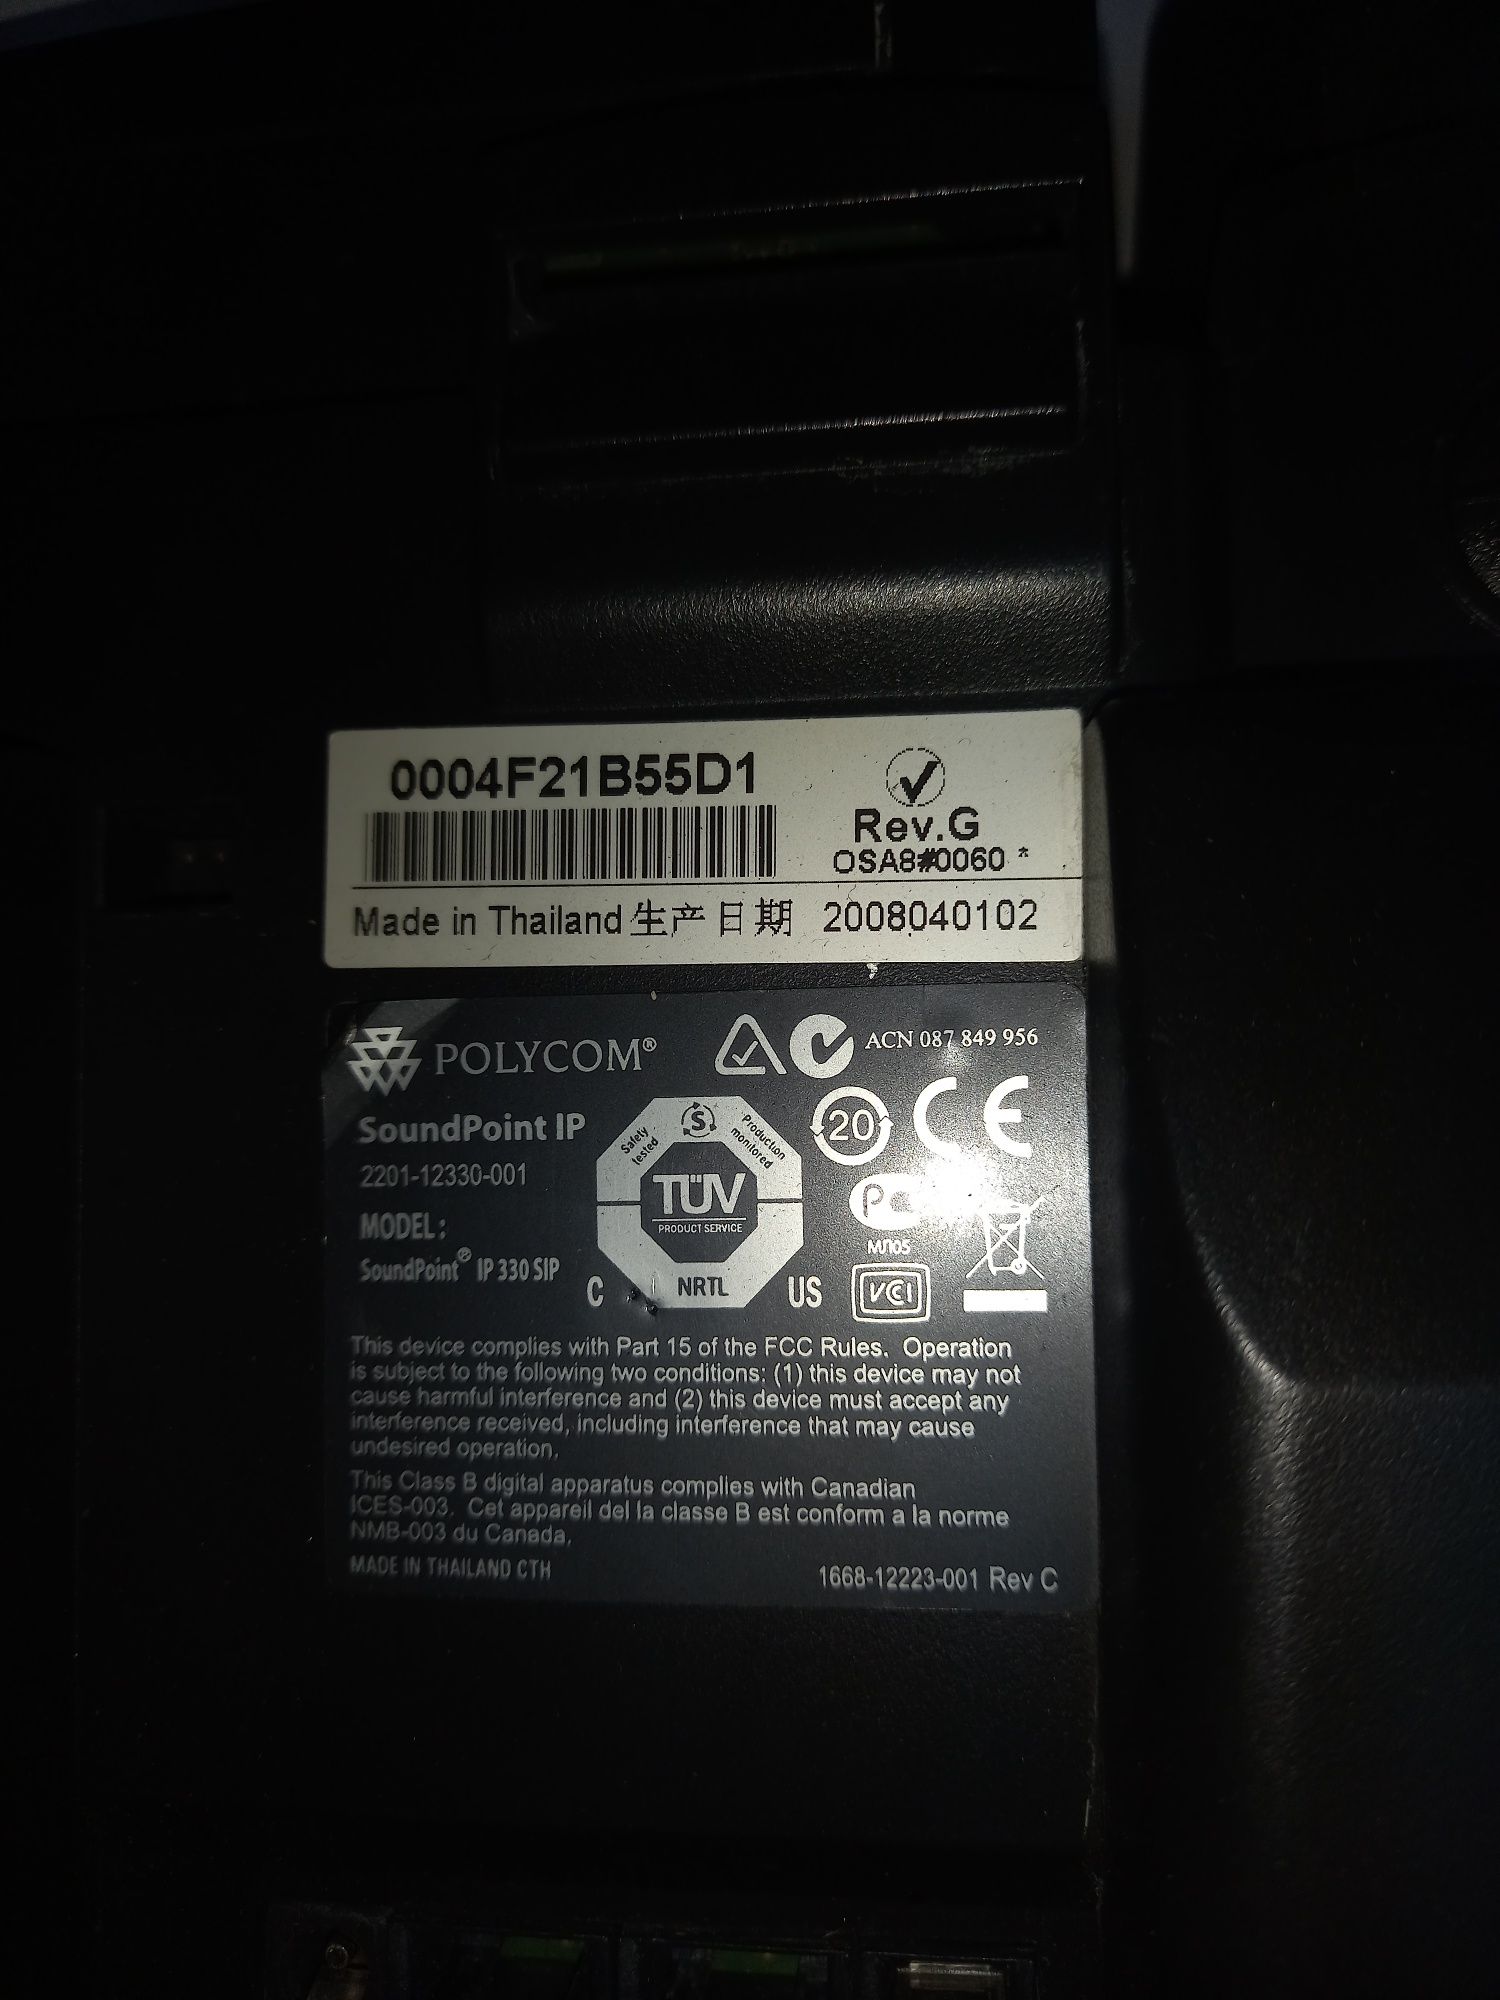 0004F21B55D1
Rev.G
OSA8#0060 *
Made in Thailand 生产日期 2008040102
POLYCOM®
ACN 087 849 956
SoundPoint IP
2201-12330-001
MODEL:
SoundPoint® IP 330 SIP
Safety tested
S
Production monitored
TÜV
PRODUCT SERVICE
C NRTL US
20
CE
МЛ05
VCI
This device complies with Part 15 of the FCC Rules. Operation
is subject to the following two conditions: (1) this device may not
cause harmful interference and (2) this device must accept any
interference received, including interference that may cause
undesired operation.
This Class B digital apparatus complies with Canadian
ICES-003. Cet appareil del la classe B est conform a la norme
NMB-003 du Canada.
MADE IN THAILAND CTH
1668-12223-001 Rev C